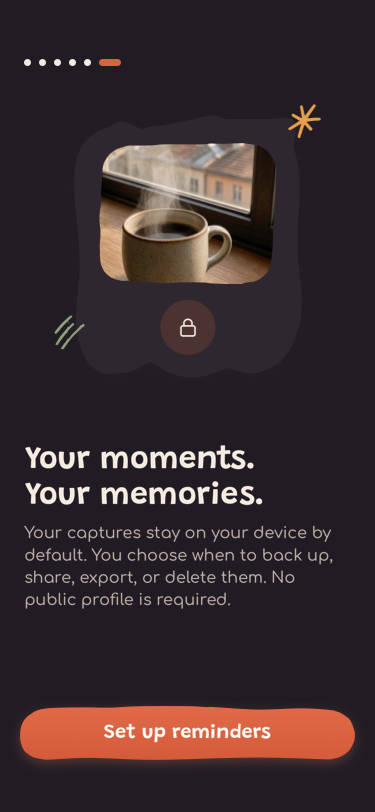 Your moments.
Your memories.
Your captures stay on your device by
default. You choose when to back up,
share, export, or delete them. No
public profile is required.
Set up reminders